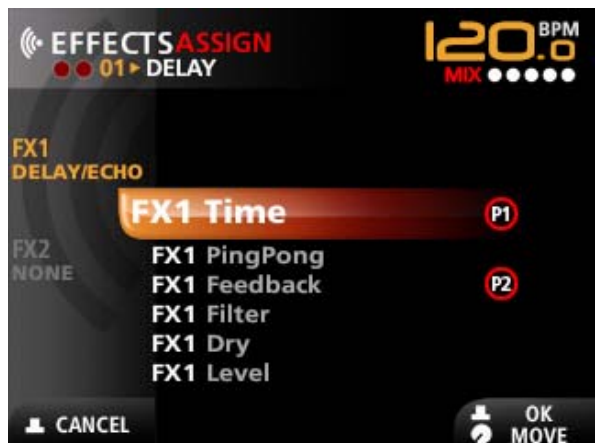 EFFECTSASSIGN
01 ▸ DELAY
120.0 BPM
MIX
FX1
DELAY/ECHO
FX1 Time P1
FX2
NONE
FX1 PingPong
FX1 Feedback P2
FX1 Filter
FX1 Dry
FX1 Level
CANCEL
OK
MOVE